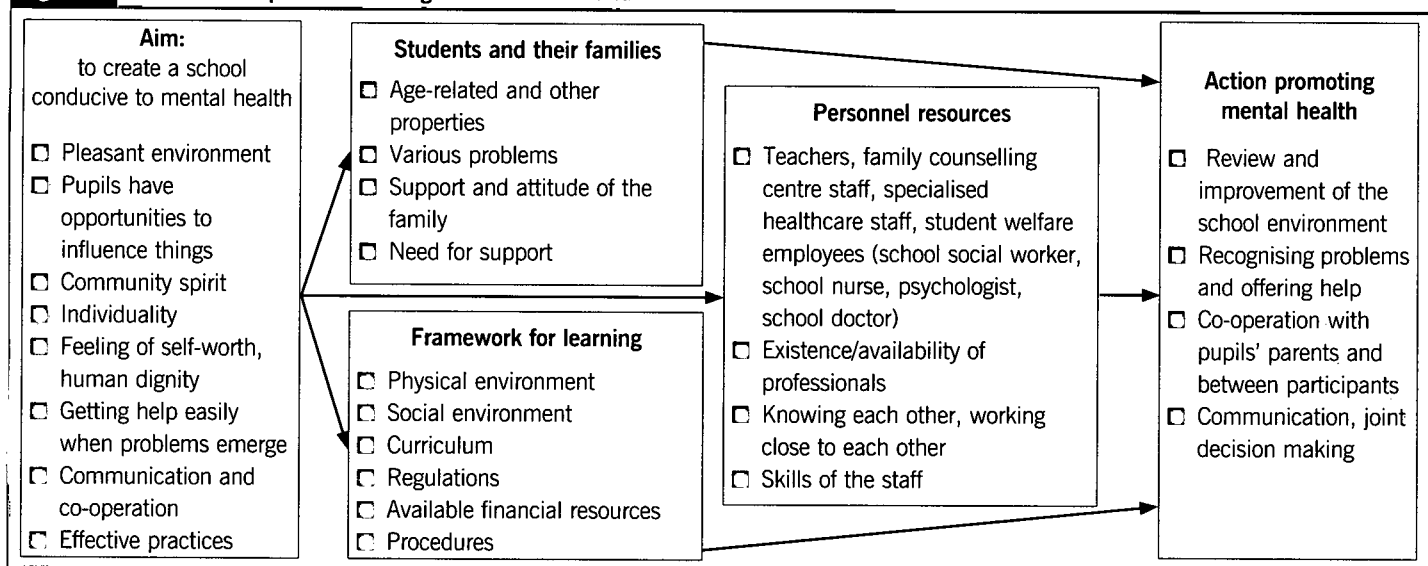 Aim:
to create a school
conducive to mental health
Pleasant environment
Pupils have
opportunities to
influence things
Community spirit
Individuality
Feeling of self-worth,
human dignity
Getting help easily
when problems emerge
Communication and
co-operation
Effective practices
Students and their families
Age-related and other
properties
Various problems
Support and attitude of the
family
Need for support
Framework for learning
Physical environment
Social environment
Curriculum
Regulations
Available financial resources
Procedures
Personnel resources
Teachers, family counselling
centre staff, specialised
healthcare staff, student welfare
employees (school social worker,
school nurse, psychologist,
school doctor)
Existence/availability of
professionals
Knowing each other, working
close to each other
Skills of the staff
Action promoting
mental health
Review and
improvement of the
school environment
Recognising problems
and offering help
Co-operation with
pupils' parents and
between participants
Communication, joint
decision making